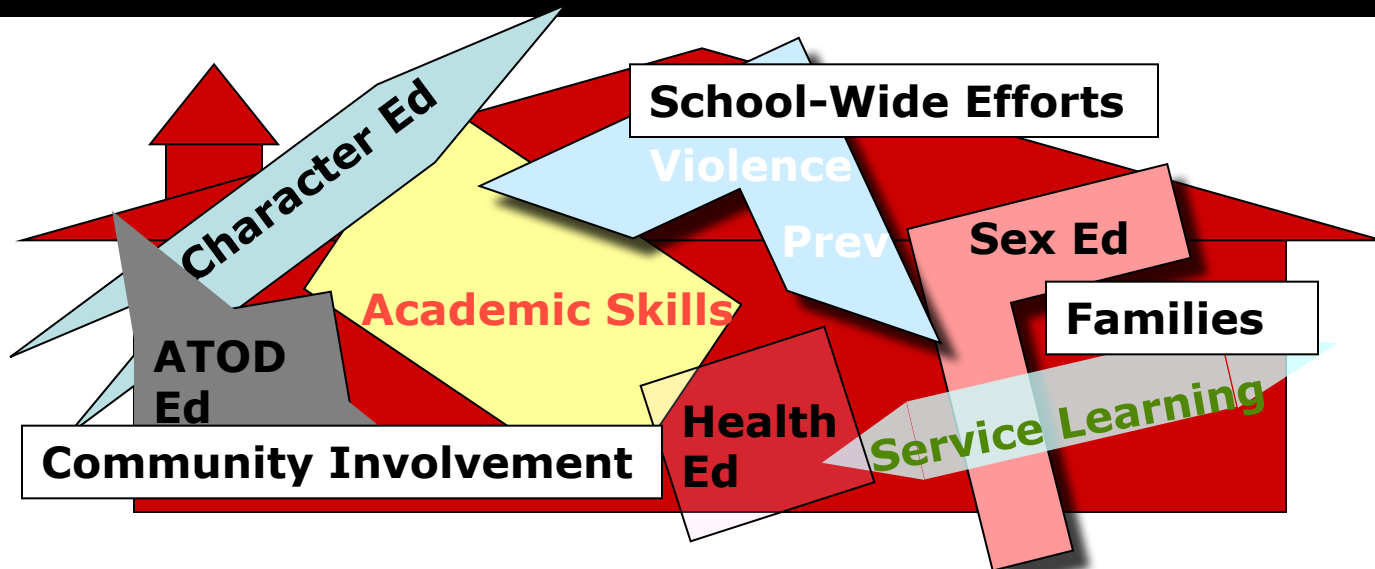 Character Ed
School-Wide Efforts
Violence
Prev
Sex Ed
Academic Skills
Families
ATOD
Ed
Health
Ed
Service Learning
Community Involvement